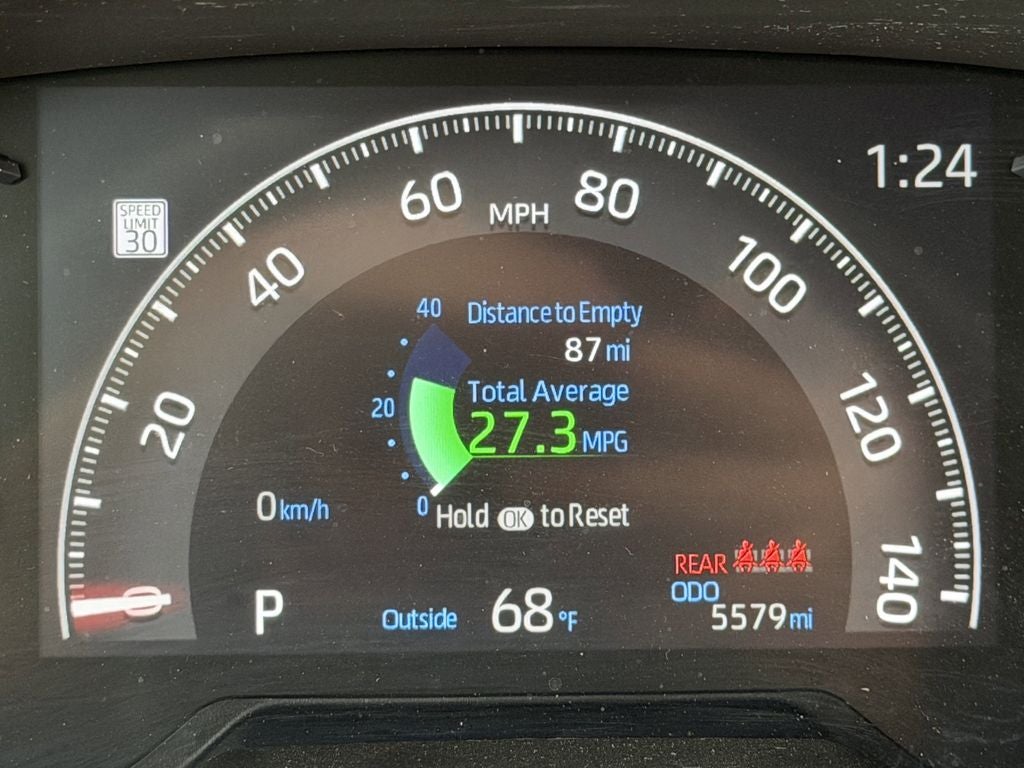 1:24
SPEED
LIMIT
30
0
20
40
60
80
100
120
140
MPH
40
20
0
Distance to Empty
87 mi
Total Average
27.3 MPG
Hold OK to Reset
0 km/h
REAR
ODO
5579 mi
P
Outside 68 °F